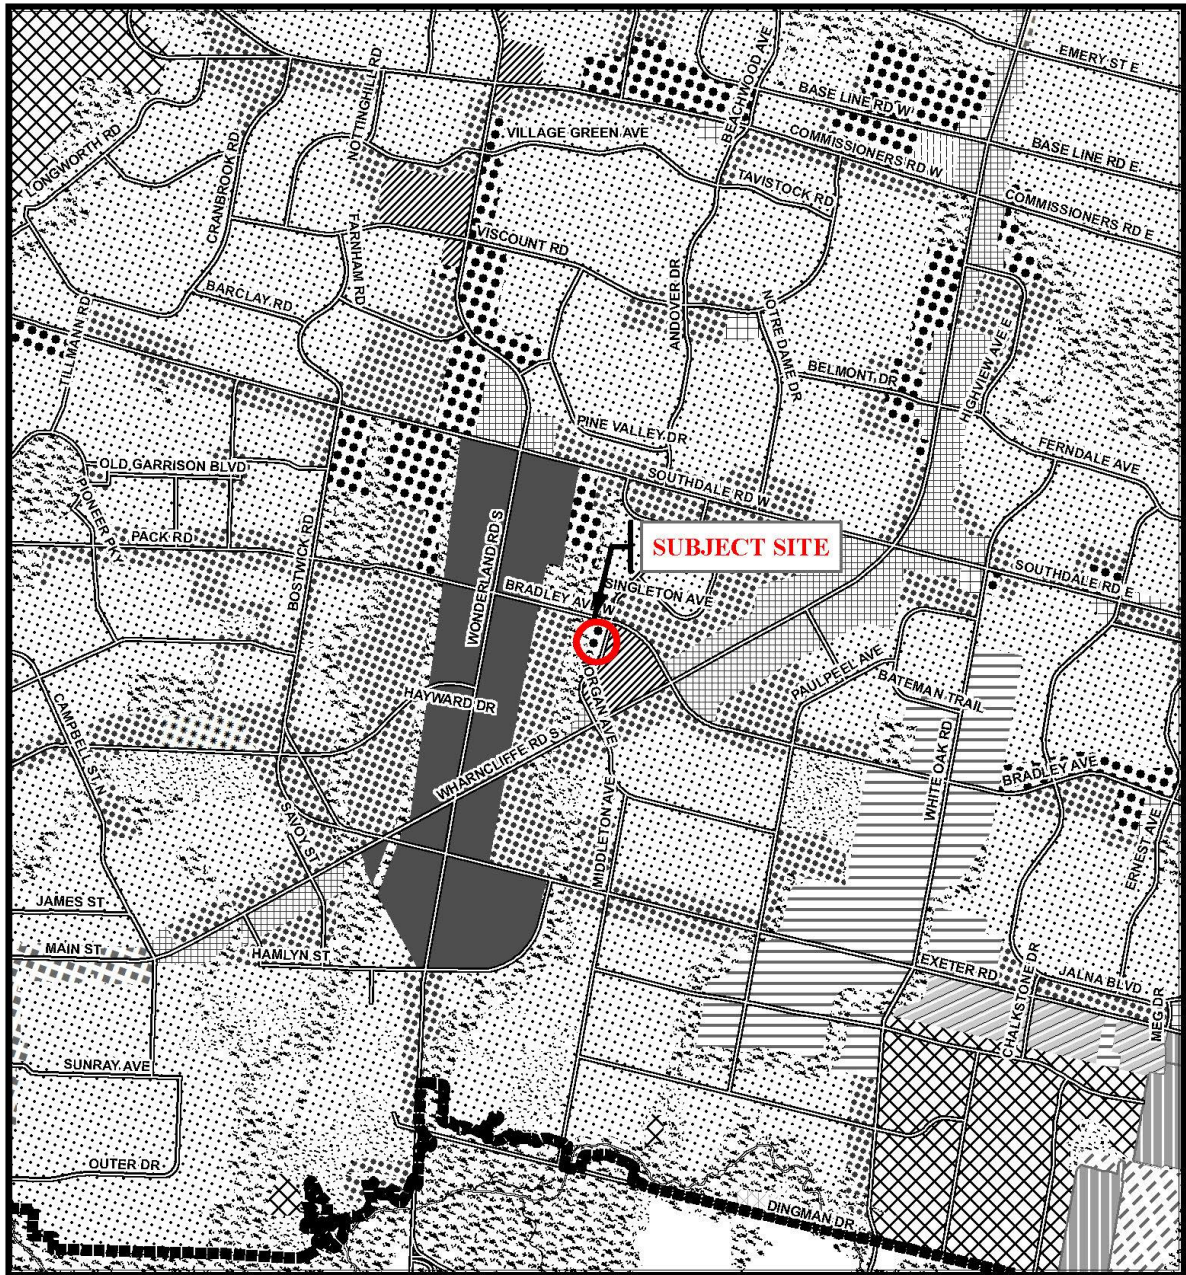 EMERY ST E
NOTTINGHILL RD
BEACHWOOD AVE
BASE LINE RD W
VILLAGE GREEN AVE
COMMISSIONERS RD W
BASE LINE RD E
LONGWORTH RD
CRANBROOK RD
TAVISTOCK RD
COMMISSIONERS RD E
FARNHAM RD
VISCOUNT RD
BARCLAY RD
ANDOVER DR
NOTRE DAME DR
TILLMANN RD
HIGHVIEW AVE
BELMONT DR
PINE VALLEY DR
FERNDALE AVE
OLD GARRISON BLVD
SOUTHDALE RD W
PIONEER PKY
PACK RD
BOSTWICK RD
WONDERLAND RD S
SUBJECT SITE
SOUTHDALE RD E
BRADLEY AVE W
SINGLETON AVE
PAULPEEL AVE
BATEMAN TRAIL
CAMPBELL ST N
HAYWARD DR
MORGAN AVE
WHARNCLIFFE RD S
WHITE OAK RD
BRADLEY AVE
SAVOY ST
MIDDLETON AVE
ERNEST AVE
JAMES ST
MAIN ST
HAMLYN ST
EXETER RD
JALNA BLVD
CHALKSTONE DR
MEG DR
SUNRAY AVE
OUTER DR
DINGMAN DR